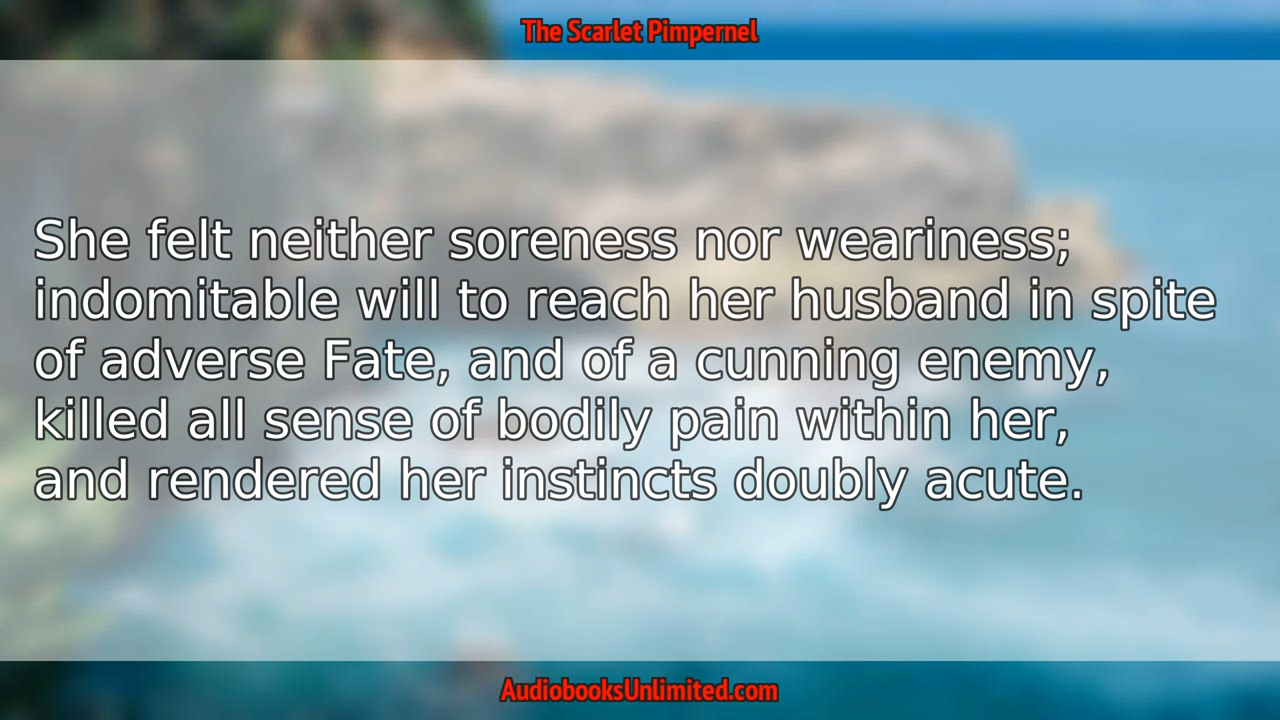 The Scarlet Pimpernel
She felt neither soreness nor weariness;
indomitable will to reach her husband in spite
of adverse Fate, and of a cunning enemy,
killed all sense of bodily pain within her,
and rendered her instincts doubly acute.
AudiobooksUnlimited.com